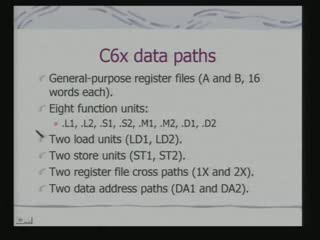 C6x data paths
General-purpose register files (A and B, 16
words each).
Eight function units:
.L1, .L2, .S1, .S2, .M1, .M2, .D1, .D2
Two load units (LD1, LD2).
Two store units (ST1, ST2).
Two register file cross paths (1X and 2X).
Two data address paths (DA1 and DA2).